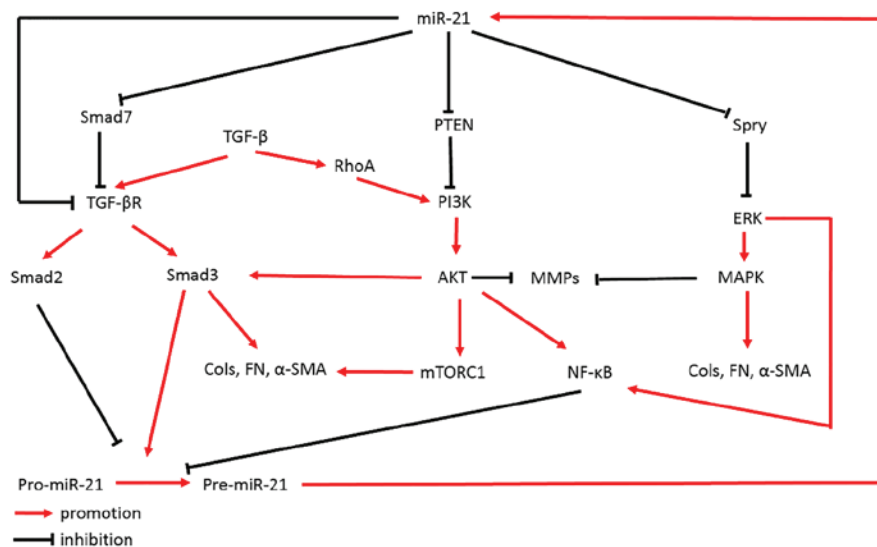 miR-21
Smad7
PTEN
Spry
TGF-β
RhoA
TGF-βR
PI3K
ERK
Smad2
Smad3
AKT
MMPs
MAPK
Cols, FN, α-SMA
mTORC1
NF-κB
Cols, FN, α-SMA
Pro-miR-21
Pre-miR-21
promotion
inhibition